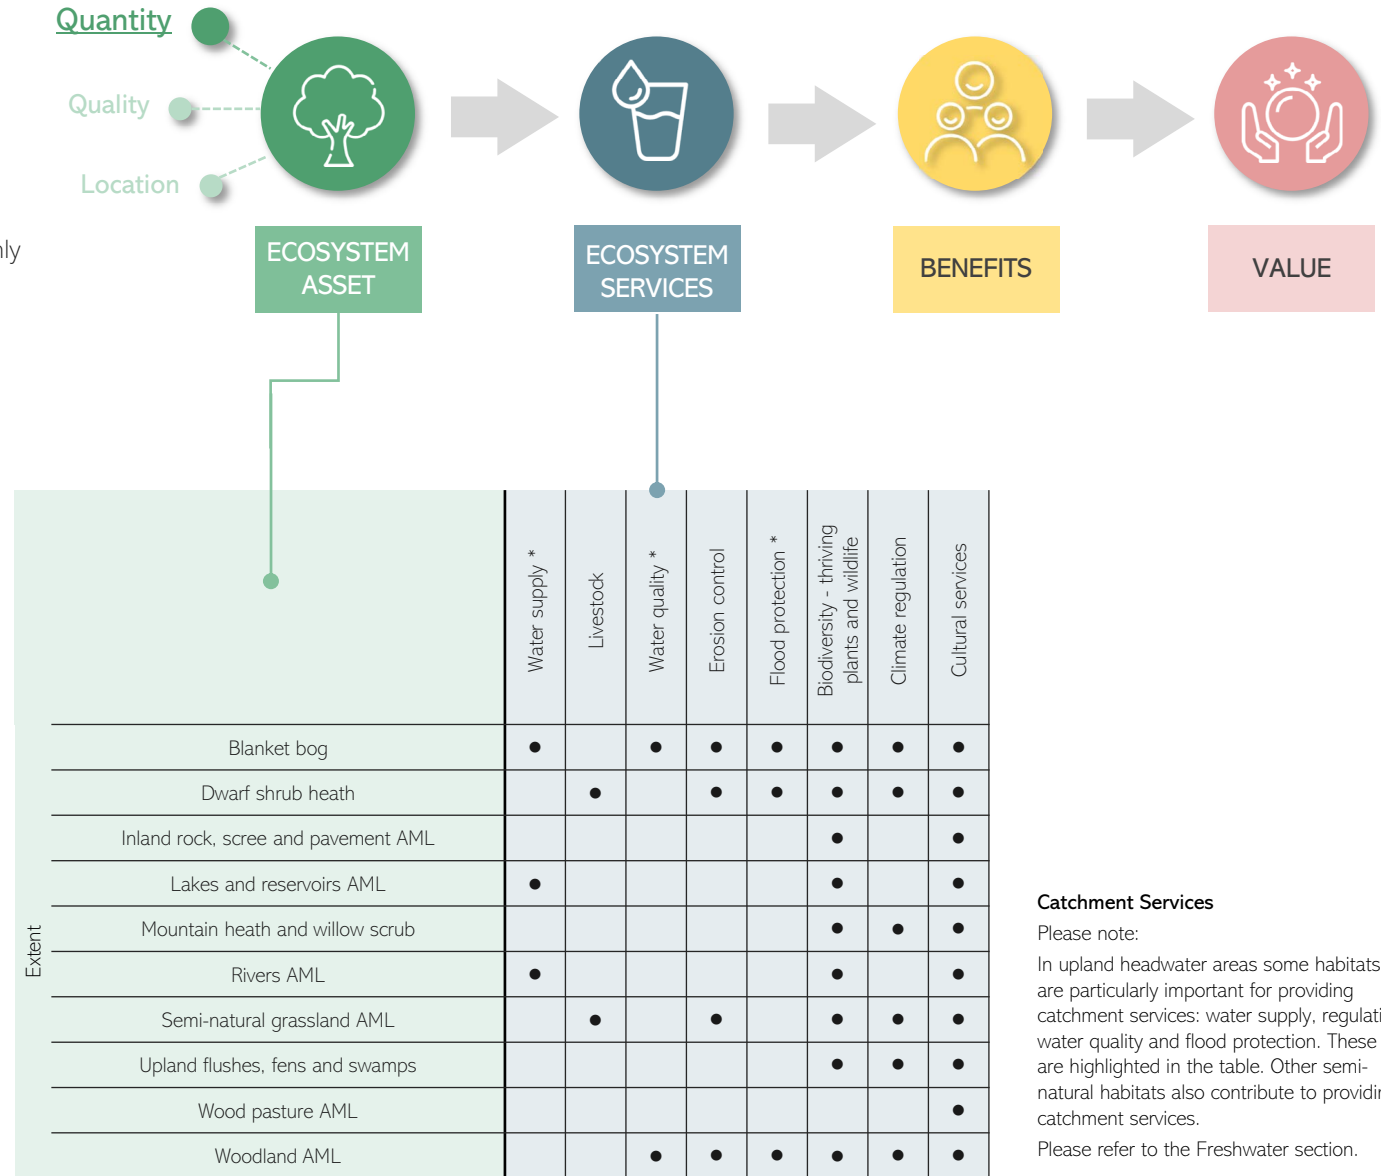 Quantity
Quality
Location
ECOSYSTEM
ASSET
ECOSYSTEM
SERVICES
BENEFITS
VALUE
Water supply *
Livestock
Water quality *
Erosion control
Flood protection *
Biodiversity - thriving
plants and wildlife
Climate regulation
Cultural services
Extent
Blanket bog
Dwarf shrub heath
Inland rock, scree and pavement AML
Lakes and reservoirs AML
Mountain heath and willow scrub
Rivers AML
Semi-natural grassland AML
Upland flushes, fens and swamps
Wood pasture AML
Woodland AML
Catchment Services
Please note:
In upland headwater areas some habitats
are particularly important for providing
catchment services: water supply,
water quality and flood protection. These
are highlighted in the table. Other semi-
natural habitats also contribute to
catchment services.
Please refer to the Freshwater section.